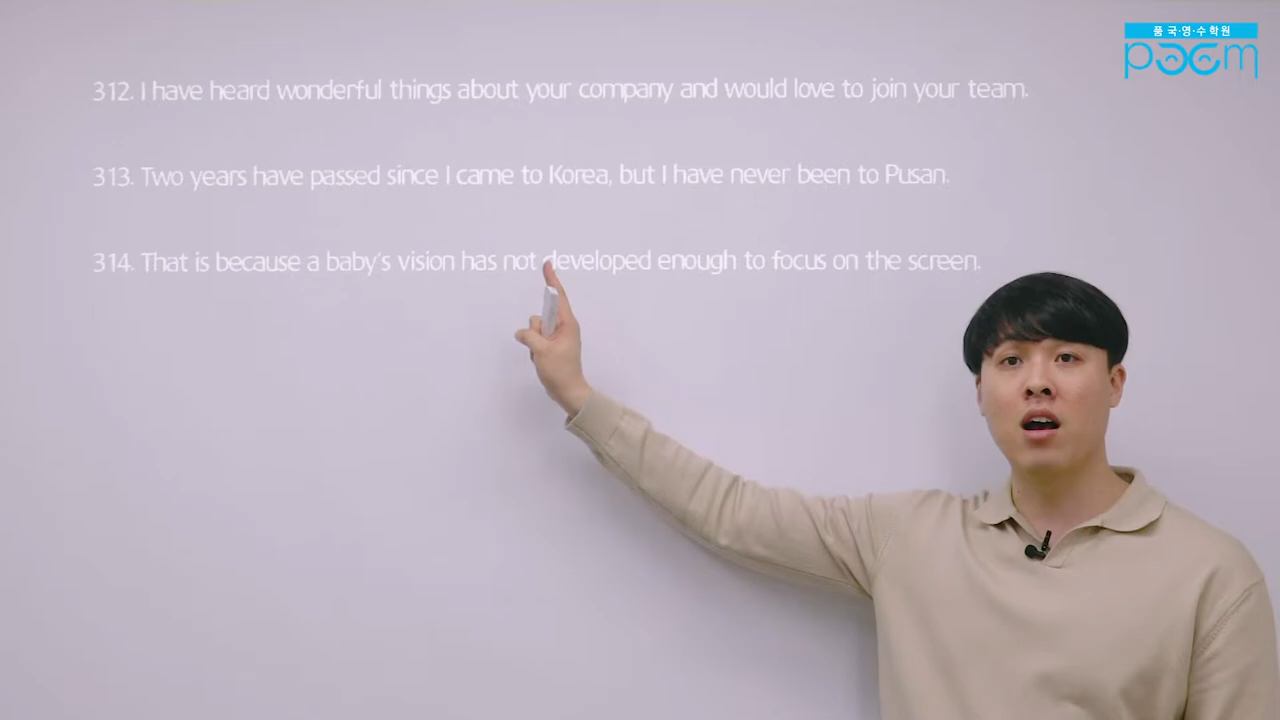 품 국·영·수 학원
poem
312. I have heard wonderful things about your company and would love to join your team.
313. Two years have passed since I came to Korea, but I have never been to Pusan.
314. That is because a baby's vision has not developed enough to focus on the screen.